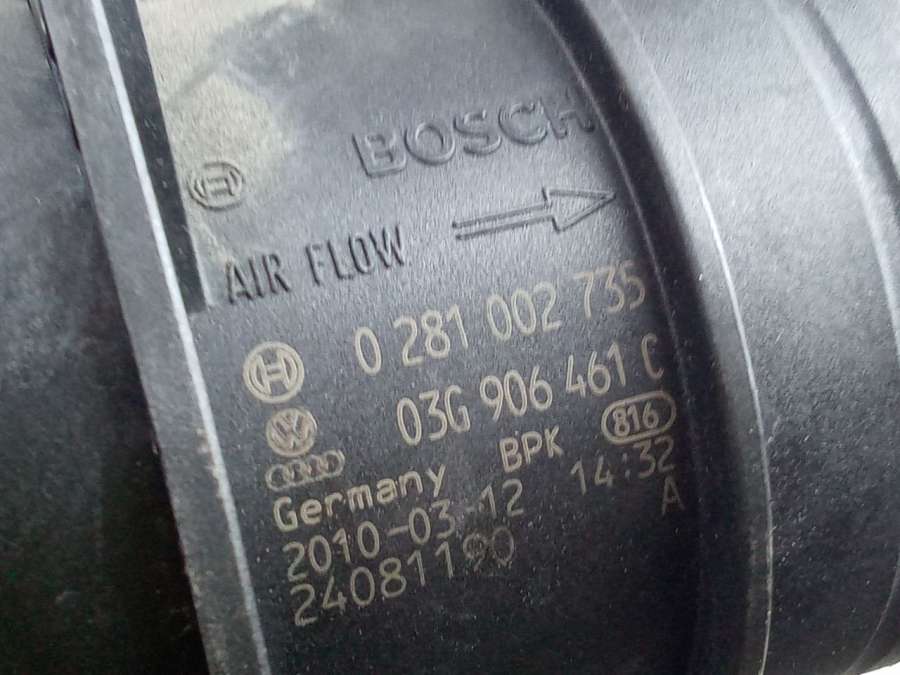 BOSCH
AIR FLOW
0 281 002 735
03G 906 461 C
Germany BPK 816
2010-03-12 14:32
24081190 A